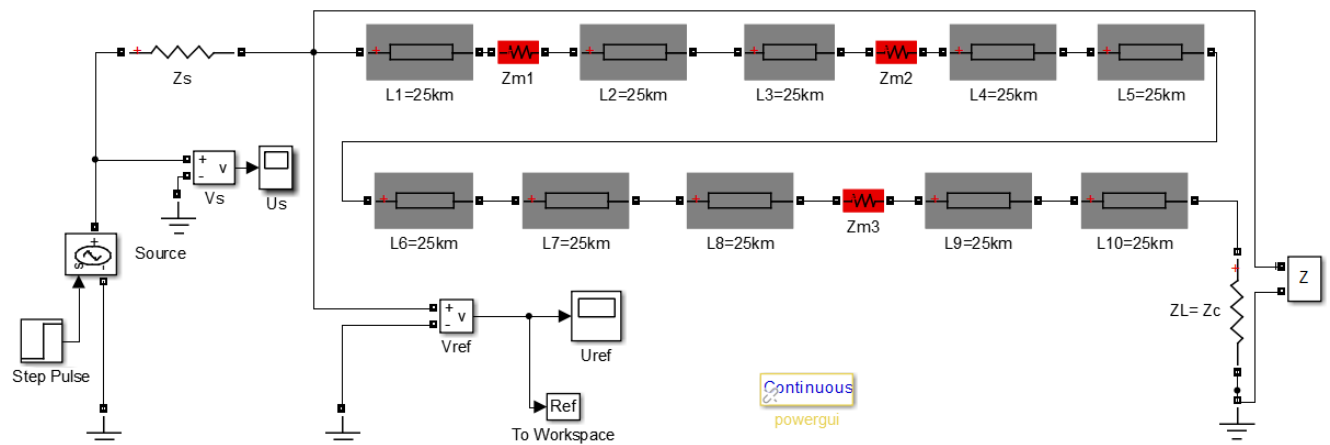 Zs
L1=25km
Zm1
L2=25km
L3=25km
Zm2
L4=25km
L5=25km
+
-
v
Vs
Us
L6=25km
L7=25km
L8=25km
Zm3
L9=25km
L10=25km
+
s
-
Source
Step Pulse
+
-
v
Vref
Uref
Ref
To Workspace
Continuous
powergui
ZL= Zc
Z